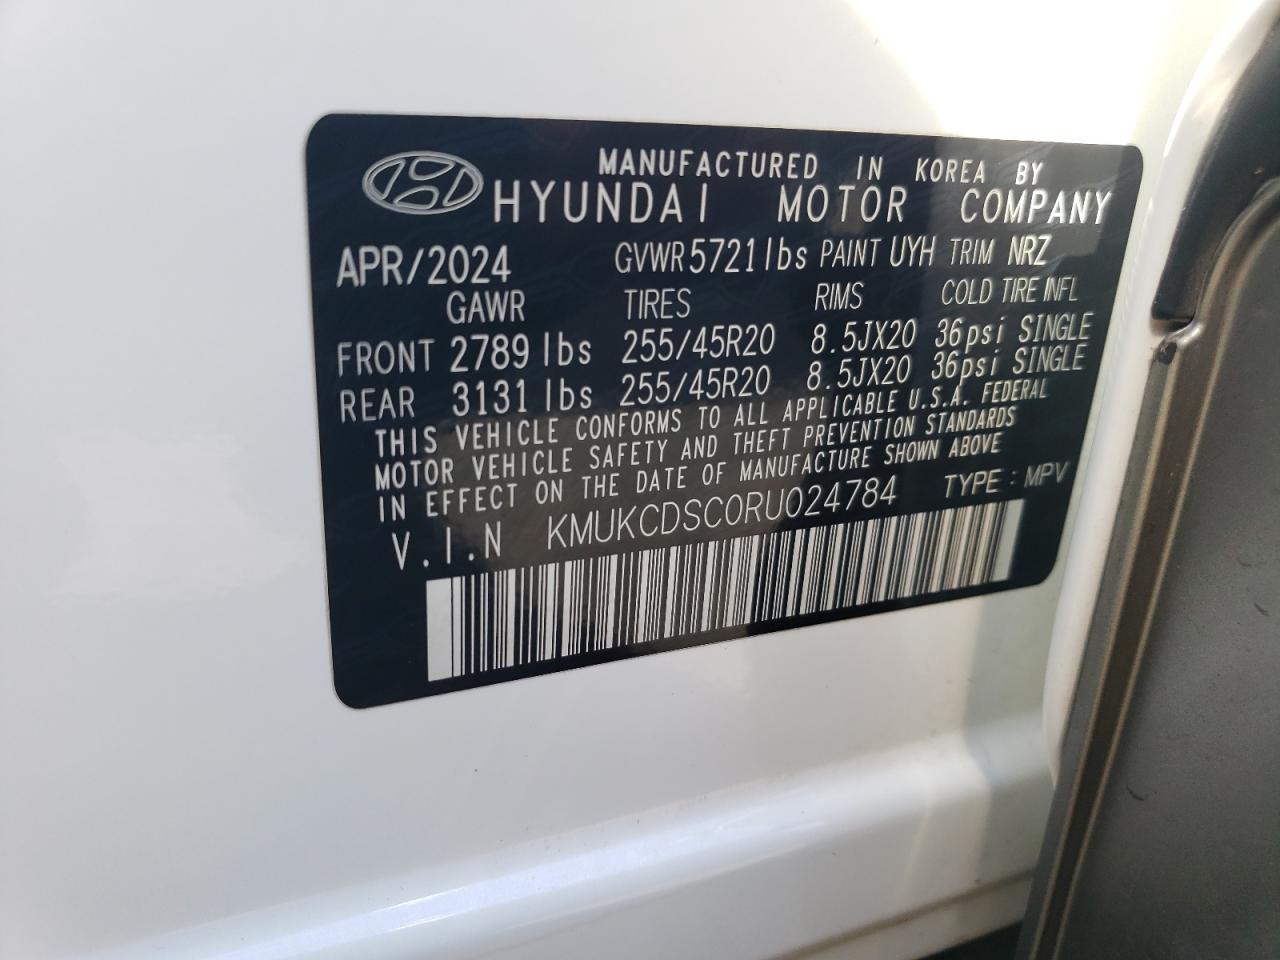 MANUFACTURED IN KOREA BY
HYUNDAI MOTOR COMPANY
APR/2024 GVWR 5721lbs PAINT UYH TRIM NRZ
GAWR TIRES RIMS COLD TIRE INFL
FRONT 2789 lbs 255/45R20 8.5JX20 36psi SINGLE
REAR 3131 lbs 255/45R20 8.5JX20 36psi SINGLE
THIS VEHICLE CONFORMS TO ALL APPLICABLE U.S.A. FEDERAL
MOTOR VEHICLE SAFETY AND THEFT PREVENTION STANDARDS
IN EFFECT ON THE DATE OF MANUFACTURE SHOWN ABOVE
V.I.N KMUKCDSC0RU024784 TYPE : MPV